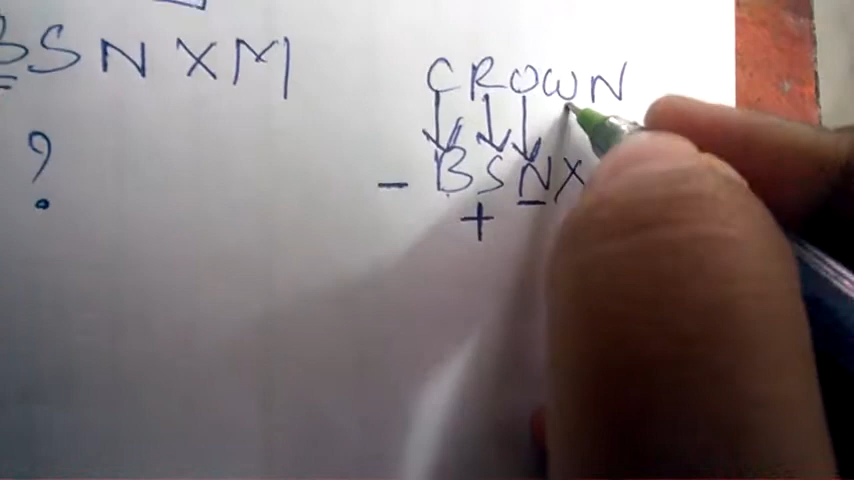 BSNXM
CROWN
?
- BSNX
+ -